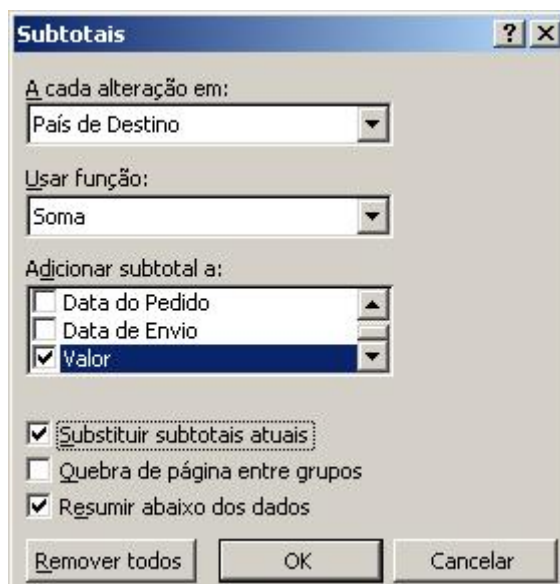 Subtotais
A cada alteração em:
País de Destino
Usar função:
Soma
Adicionar subtotal a:
Data do Pedido
Data de Envio
Valor
Substituir subtotais atuais
Quebra de página entre grupos
Resumir abaixo dos dados
Remover todos OK Cancelar